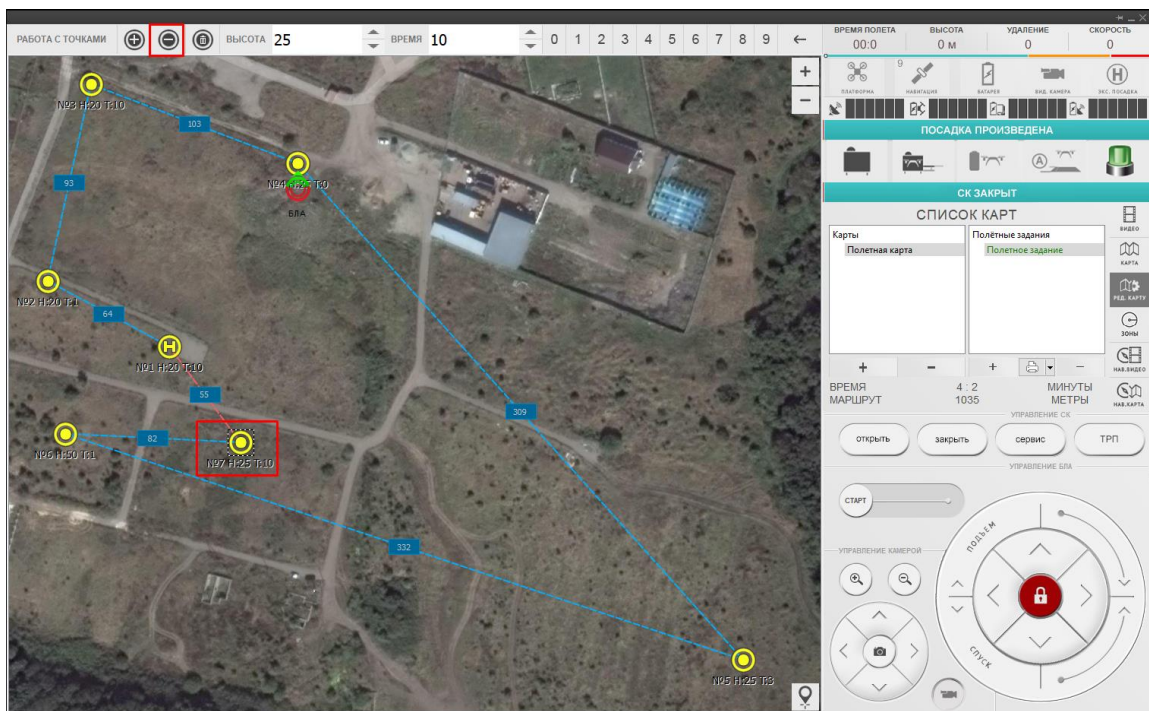 РАБОТА С ТОЧКАМИ ВЫСОТА 25 ВРЕМЯ 10 0 1 2 3 4 5 6 7 8 9 ←
+
−
№3 H:20 T:10
103
93
№4 H:25 T:0
БЛА
№2 H:20 T:1
64
№1 H:20 T:10
55
309
82
№6 H:50 T:1
№7 H:25 T:10
332
№5 H:25 T:3
ВРЕМЯ ПОЛЕТА ВЫСОТА УДАЛЕНИЕ СКОРОСТЬ
00:0 0 м 0 0
9
ПЛАТФОРМА НАВИГАЦИЯ БАТАРЕЯ ВИД. КАМЕРА ЭКС. ПОСАДКА
ПОСАДКА ПРОИЗВЕДЕНА
СК ЗАКРЫТ
СПИСОК КАРТ
Карты Полётные задания
Полетная карта Полетное задание
ВИДЕО
КАРТА
РЕД. КАРТУ
ЗОНЫ
НАВ.ВИДЕО
НАВ.КАРТА
+ − + −
ВРЕМЯ 4 : 2 МИНУТЫ
МАРШРУТ 1035 МЕТРЫ
УПРАВЛЕНИЕ СК
открыть закрыть сервис ТРП
УПРАВЛЕНИЕ БЛА
СТАРТ
ПОДЪЕМ
УПРАВЛЕНИЕ КАМЕРОЙ
СПУСК